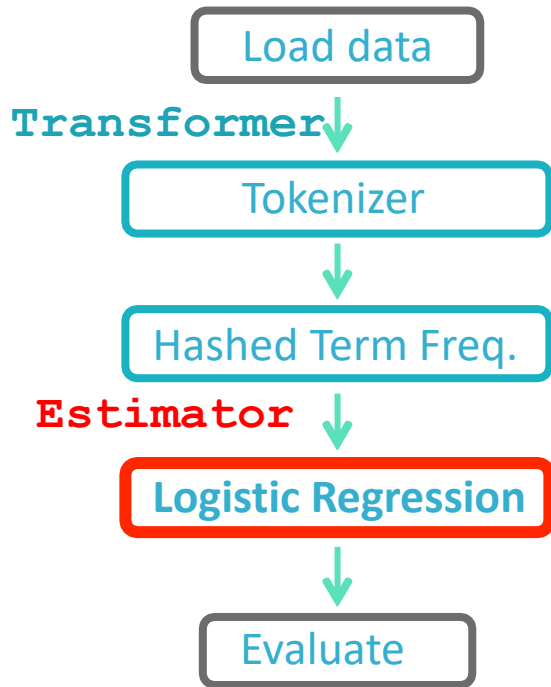 Load data
Transformer
Tokenizer
Hashed Term Freq.
Estimator
Logistic Regression
Evaluate